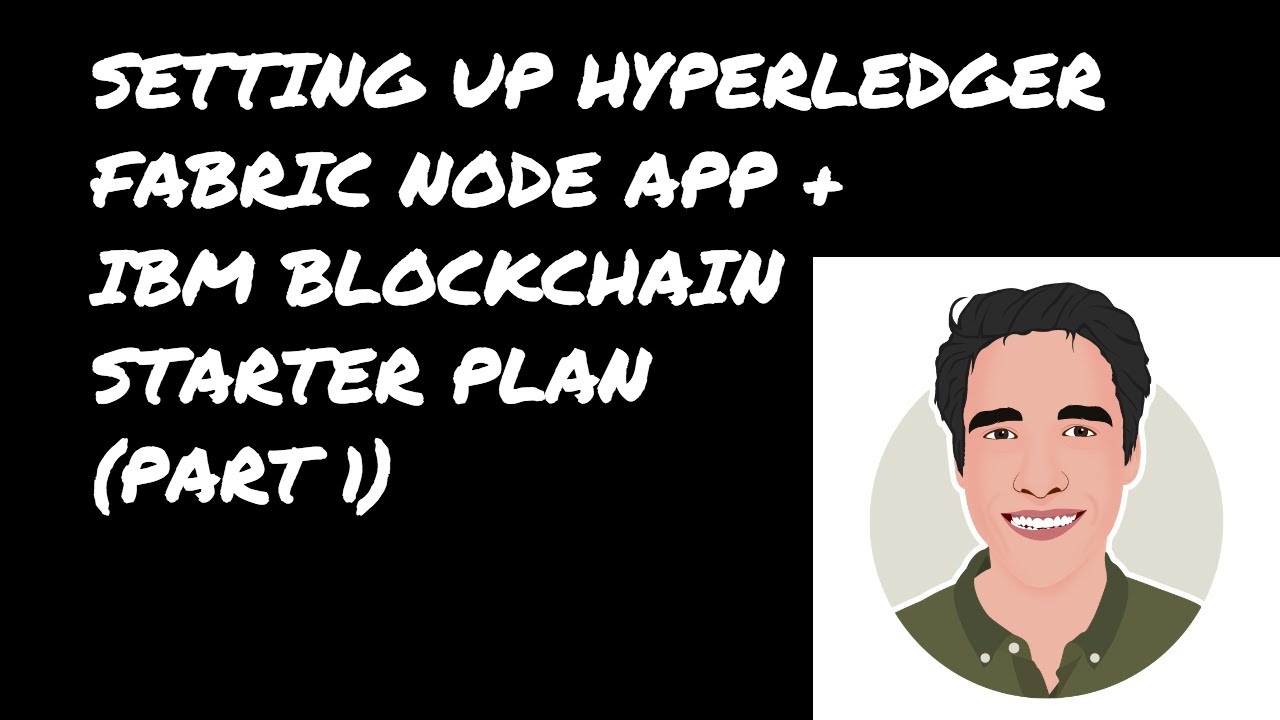 SETTING UP HYPERLEDGER
FABRIC NODE APP +
IBM BLOCKCHAIN
STARTER PLAN
(PART 1)